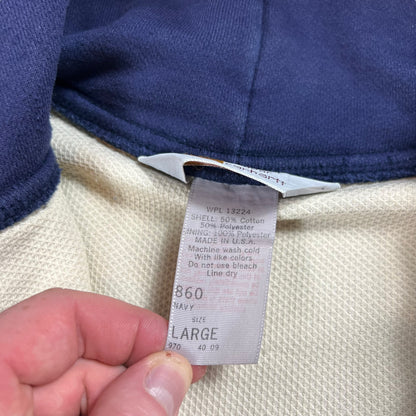 carhartt
WPL 13224
SHELL: 50% Cotton
50% Polyester
LINING: 100% Polyester
MADE IN U.S.A.
Machine wash cold
With like colors.
Do not use bleach
Line dry
860
NAVY
SIZE
LARGE
970 40 09